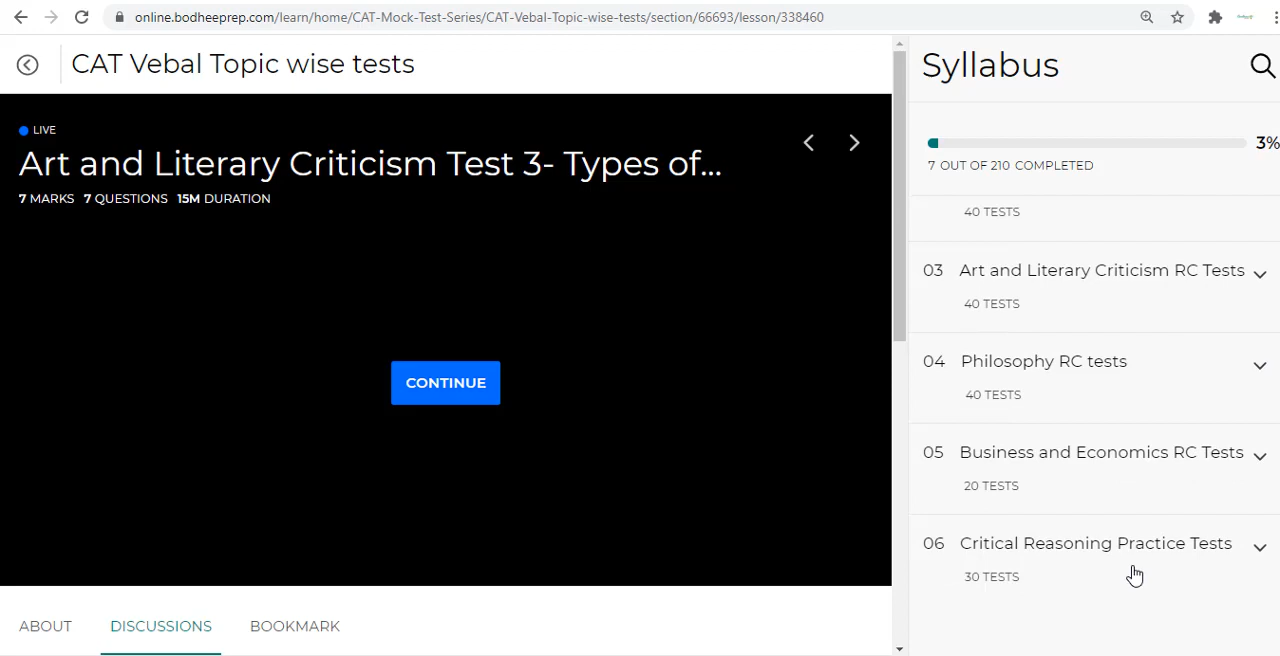 online.bodheeprep.com/learn/home/CAT-Mock-Test-Series/CAT-Vebal-Topic-wise-tests/section/66693/lesson/338460
CAT Vebal Topic wise tests
LIVE
Art and Literary Criticism Test 3- Types of...
7 MARKS 7 QUESTIONS 15M DURATION
CONTINUE
ABOUT DISCUSSIONS BOOKMARK
Syllabus
3%
7 OUT OF 210 COMPLETED
40 TESTS
03 Art and Literary Criticism RC Tests
40 TESTS
04 Philosophy RC tests
40 TESTS
05 Business and Economics RC Tests
20 TESTS
06 Critical Reasoning Practice Tests
30 TESTS